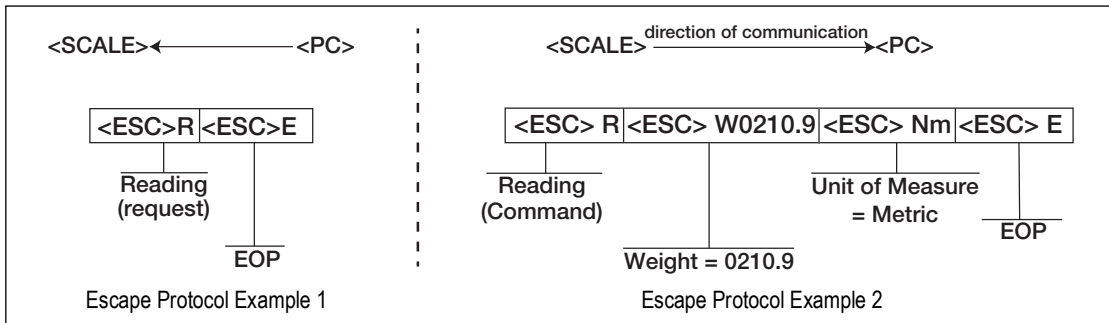 <SCALE> <PC>
<ESC>R <ESC>E
Reading
(request)
EOP
Escape Protocol Example 1
direction of communication
<SCALE> <PC>
<ESC> R <ESC> W0210.9 <ESC> Nm <ESC> E
Reading
(Command)
Unit of Measure
= Metric
EOP
Weight = 0210.9
Escape Protocol Example 2